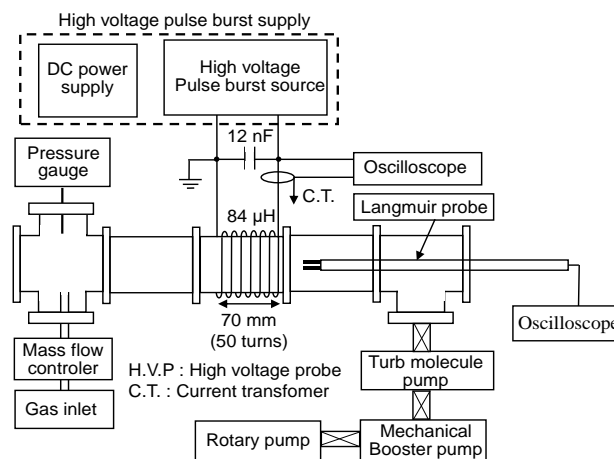 High voltage pulse burst supply
DC power
supply
High voltage
Pulse burst source
12 nF
Pressure
gauge
Oscilloscope
C.T.
84 μH
Langmuir probe
70 mm
(50 turns)
Oscilloscope
Mass flow
controler
H.V.P : High voltage probe
C.T. : Current transfomer
Turb molecule
pump
Gas inlet
Rotary pump
Mechanical
Booster pump